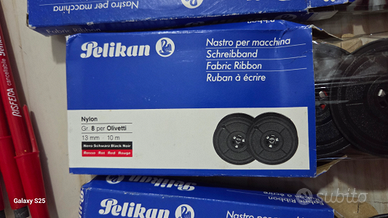 Nastro per macchina
Pelikan
Nastro per macchina
Schreibband
Fabric Ribbon
Ruban à écrire
Nylon
Gr. 8 per Olivetti
13 mm 10 m
Nero Schwarz Black Noir
Rosso Rot Red Rouge
Galaxy S25
subito
Pelikan